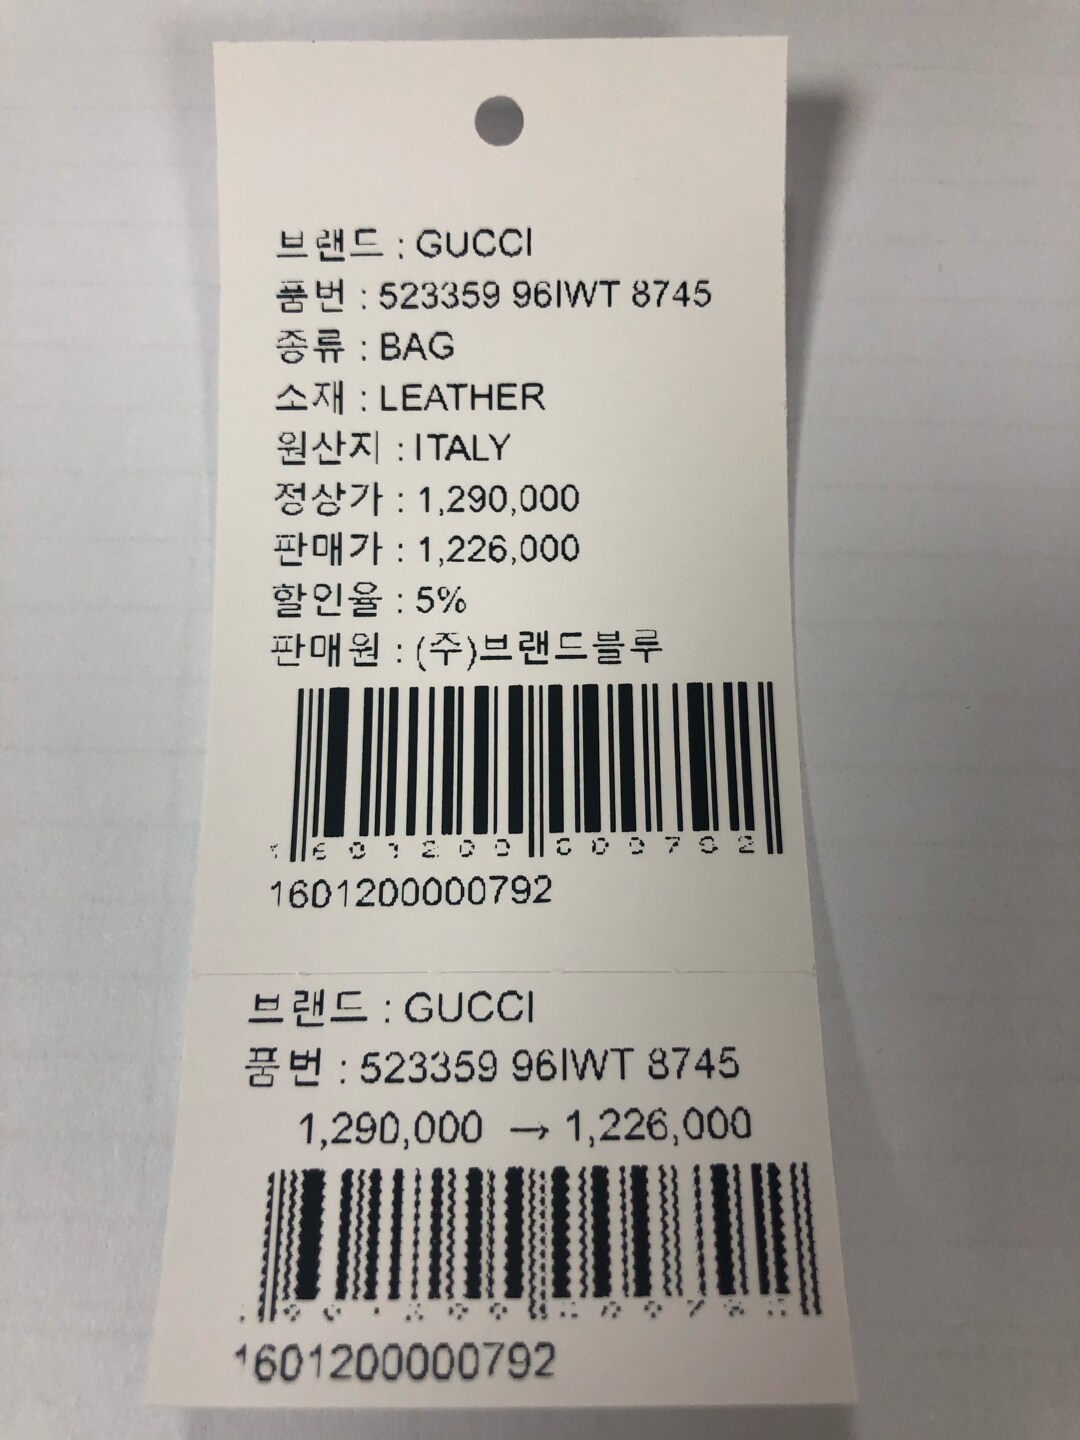 브랜드 : GUCCI
품번 : 523359 96IWT 8745
종류 : BAG
소재 : LEATHER
원산지 : ITALY
정상가 : 1,290,000
판매가 : 1,226,000
할인율 : 5%
판매원 : (주)브랜드블루
1601200000792
브랜드 : GUCCI
품번 : 523359 96IWT 8745
1,290,000 → 1,226,000
1601200000792